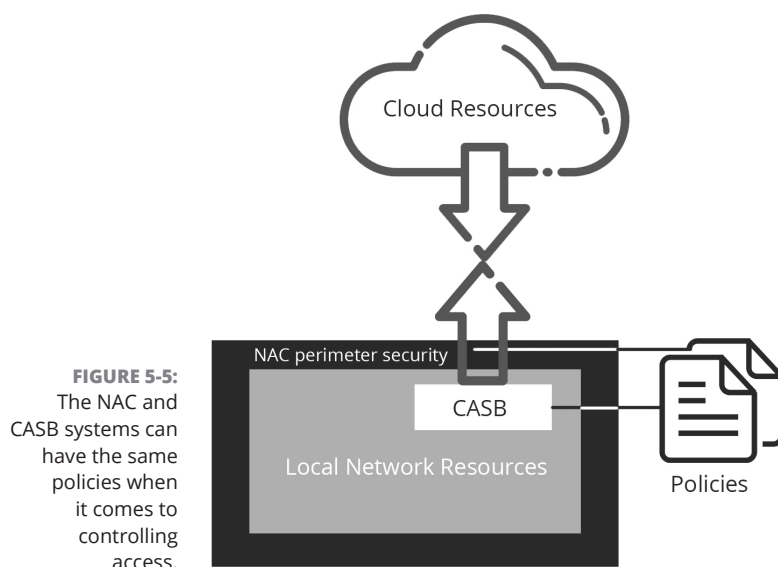 Cloud Resources
NAC perimeter security
CASB
Local Network Resources
Policies
FIGURE 5-5:
The NAC and
CASB systems can
have the same
policies when
it comes to
controlling
access.